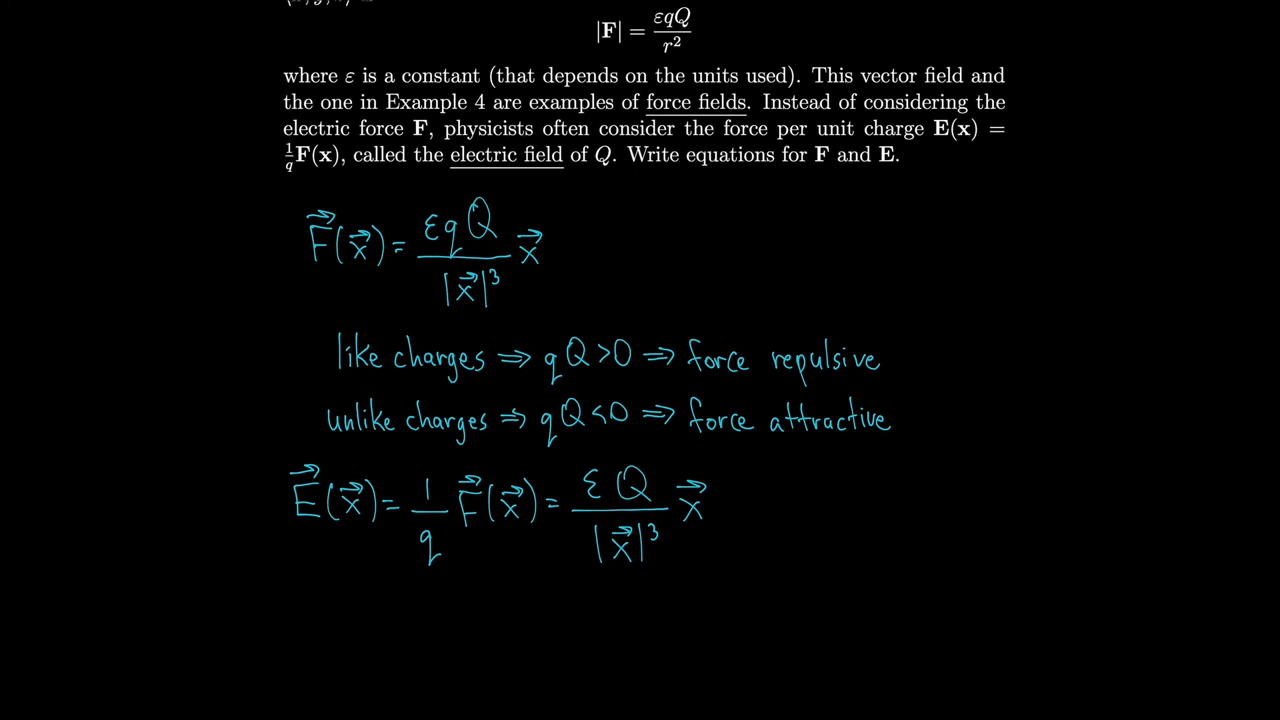 |F| = εqQ / r²
where ε is a constant (that depends on the units used). This vector field and
the one in Example 4 are examples of force fields. Instead of considering the
electric force F, physicists often consider the force per unit charge E(x) =
1/q F(x), called the electric field of Q. Write equations for F and E.
F⃗(x⃗) = εqQ / |x⃗|³ x⃗
like charges ⇒ qQ > 0 ⇒ force repulsive
unlike charges ⇒ qQ < 0 ⇒ force attractive
E⃗(x⃗) = 1/q F⃗(x⃗) = εQ / |x⃗|³ x⃗